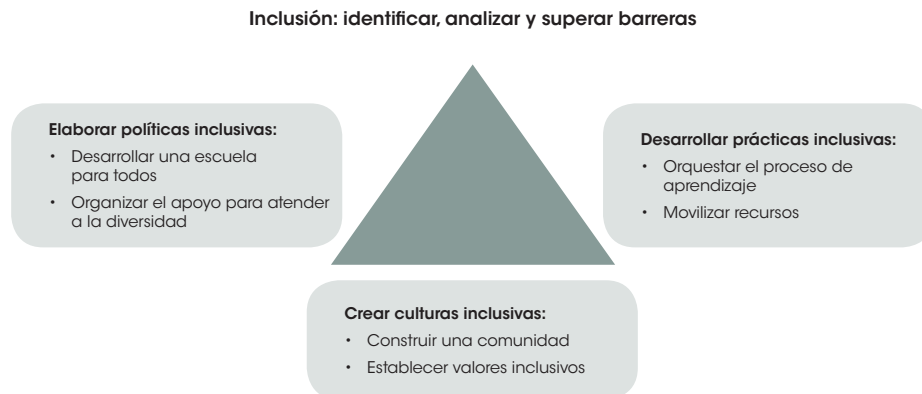 Inclusión: identificar, analizar y superar barreras
Elaborar políticas inclusivas:
• Desarrollar una escuela
para todos
• Organizar el apoyo para atender
a la diversidad
Desarrollar prácticas inclusivas:
• Orquestar el proceso de
aprendizaje
• Movilizar recursos
Crear culturas inclusivas:
• Construir una comunidad
• Establecer valores inclusivos